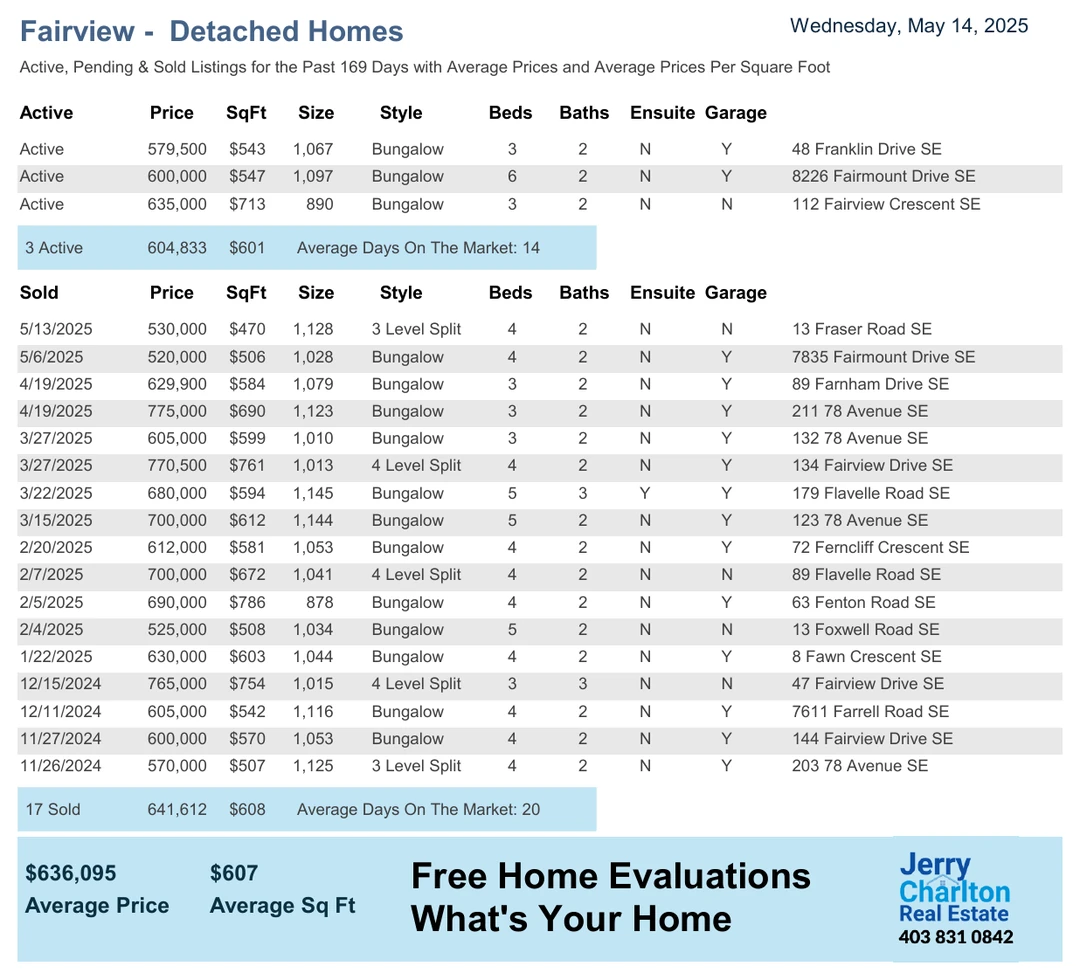 Fairview - Detached Homes
Wednesday, May 14, 2025
Active, Pending & Sold Listings for the Past 169 Days with Average Prices and Average Prices Per Square Foot
Active Price SqFt Size Style Beds Baths Ensuite Garage
Active 579,500 $543 1,067 Bungalow 3 2 N Y 48 Franklin Drive SE
Active 600,000 $547 1,097 Bungalow 6 2 N Y 8226 Fairmount Drive SE
Active 635,000 $713 890 Bungalow 3 2 N N 112 Fairview Crescent SE
3 Active 604,833 $601 Average Days On The Market: 14
Sold Price SqFt Size Style Beds Baths Ensuite Garage
5/13/2025 530,000 $470 1,128 3 Level Split 4 2 N N 13 Fraser Road SE
5/6/2025 520,000 $506 1,028 Bungalow 4 2 N Y 7835 Fairmount Drive SE
4/19/2025 629,900 $584 1,079 Bungalow 3 2 N Y 89 Farnham Drive SE
4/19/2025 775,000 $690 1,123 Bungalow 3 2 N Y 211 78 Avenue SE
3/27/2025 605,000 $599 1,010 Bungalow 3 2 N Y 132 78 Avenue SE
3/27/2025 770,500 $761 1,013 4 Level Split 4 2 N Y 134 Fairview Drive SE
3/22/2025 680,000 $594 1,145 Bungalow 5 3 Y Y 179 Flavelle Road SE
3/15/2025 700,000 $612 1,144 Bungalow 5 2 N Y 123 78 Avenue SE
2/20/2025 612,000 $581 1,053 Bungalow 4 2 N Y 72 Ferncliff Crescent SE
2/7/2025 700,000 $672 1,041 4 Level Split 4 2 N N 89 Flavelle Road SE
2/5/2025 690,000 $786 878 Bungalow 4 2 N Y 63 Fenton Road SE
2/4/2025 525,000 $508 1,034 Bungalow 5 2 N N 13 Foxwell Road SE
1/22/2025 630,000 $603 1,044 Bungalow 4 2 N Y 8 Fawn Crescent SE
12/15/2024 765,000 $754 1,015 4 Level Split 3 3 N N 47 Fairview Drive SE
12/11/2024 605,000 $542 1,116 Bungalow 4 2 N Y 7611 Farrell Road SE
11/27/2024 600,000 $570 1,053 Bungalow 4 2 N Y 144 Fairview Drive SE
11/26/2024 570,000 $507 1,125 3 Level Split 4 2 N Y 203 78 Avenue SE
17 Sold 641,612 $608 Average Days On The Market: 20
$636,095 $607
Average Price Average Sq Ft
Free Home Evaluations
What's Your Home
Jerry
Charlton
Real Estate
403 831 0842